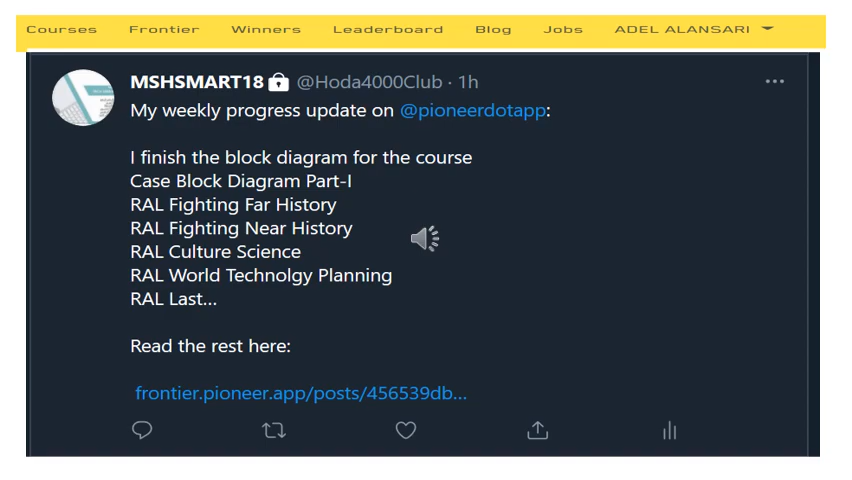 Courses Frontier Winners Leaderboard Blog Jobs ADEL ALANSARI
MSHSMART18 @Hoda4000Club · 1h
My weekly progress update on @pioneerdotapp:
I finish the block diagram for the course
Case Block Diagram Part-I
RAL Fighting Far History
RAL Fighting Near History
RAL Culture Science
RAL World Technolgy Planning
RAL Last...
Read the rest here:
frontier.pioneer.app/posts/456539db...